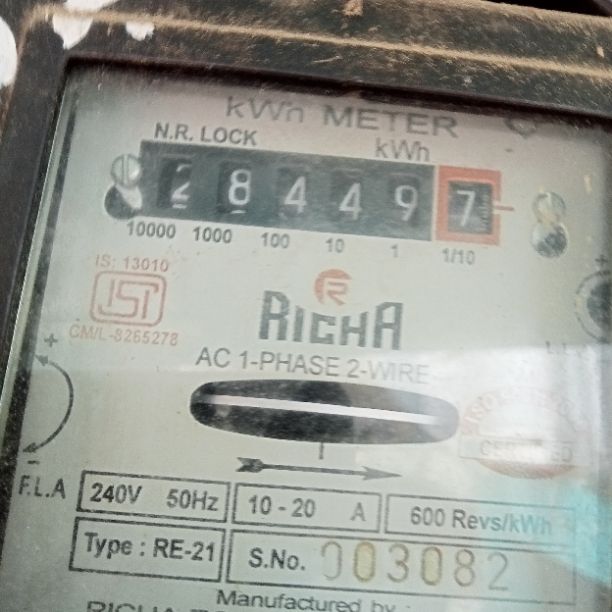 kWh METER
N.R. LOCK kWh
2 8 4 4 9 7
10000 1000 100 10 1 1/10
IS: 13010
ISI
CM/L-8265278
R
RICHA
AC 1-PHASE 2-WIRE
+
CERTIFIED
-
F.L.A
240V 50Hz 10 - 20 A 600 Revs/kWh
Type : RE-21 S.No. 003082
Manufactured by :
RICHA